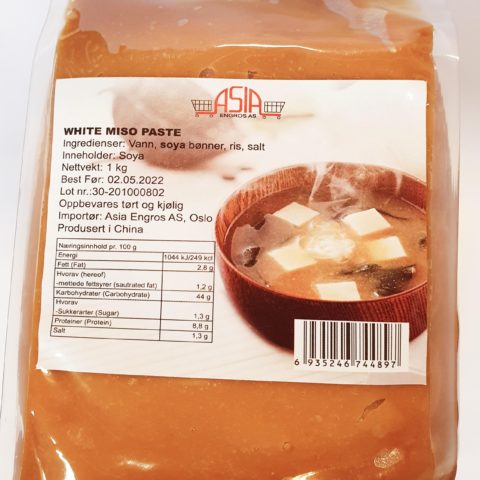 ASIA
ENGROS AS
WHITE MISO PASTE
Ingredienser: Vann, soya bønner, ris, salt
Inneholder: Soya
Nettvekt: 1 kg
Best Før: 02.05.2022
Lot nr.:30-201000802
Oppbevares tørt og kjølig
Importør: Asia Engros AS, Oslo
Produsert i China
Næringsinnhold pr. 100 g
Energi 1044 kJ/249 kcl
Fett (Fat) 2,8 g
Hvorav (hereof)
-mettede fettsyrer (sautrated fat) 1,2 g
Karbohydrater (Carbohydrate) 44 g
Hvorav
-Sukkerarter (Sugar) 1,3 g
Proteiner (Protein) 8,8 g
Salt 1,3 g
6 935246 744897